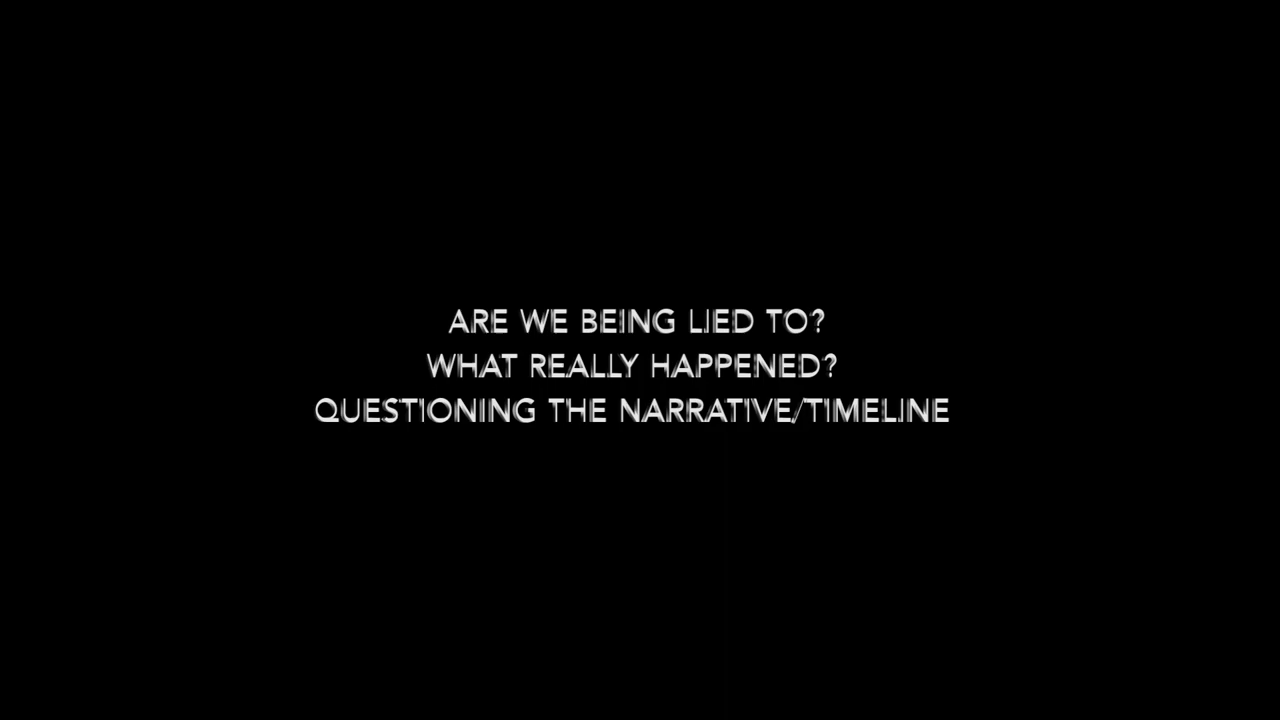 ARE WE BEING LIED TO?
WHAT REALLY HAPPENED?
QUESTIONING THE NARRATIVE/TIMELINE